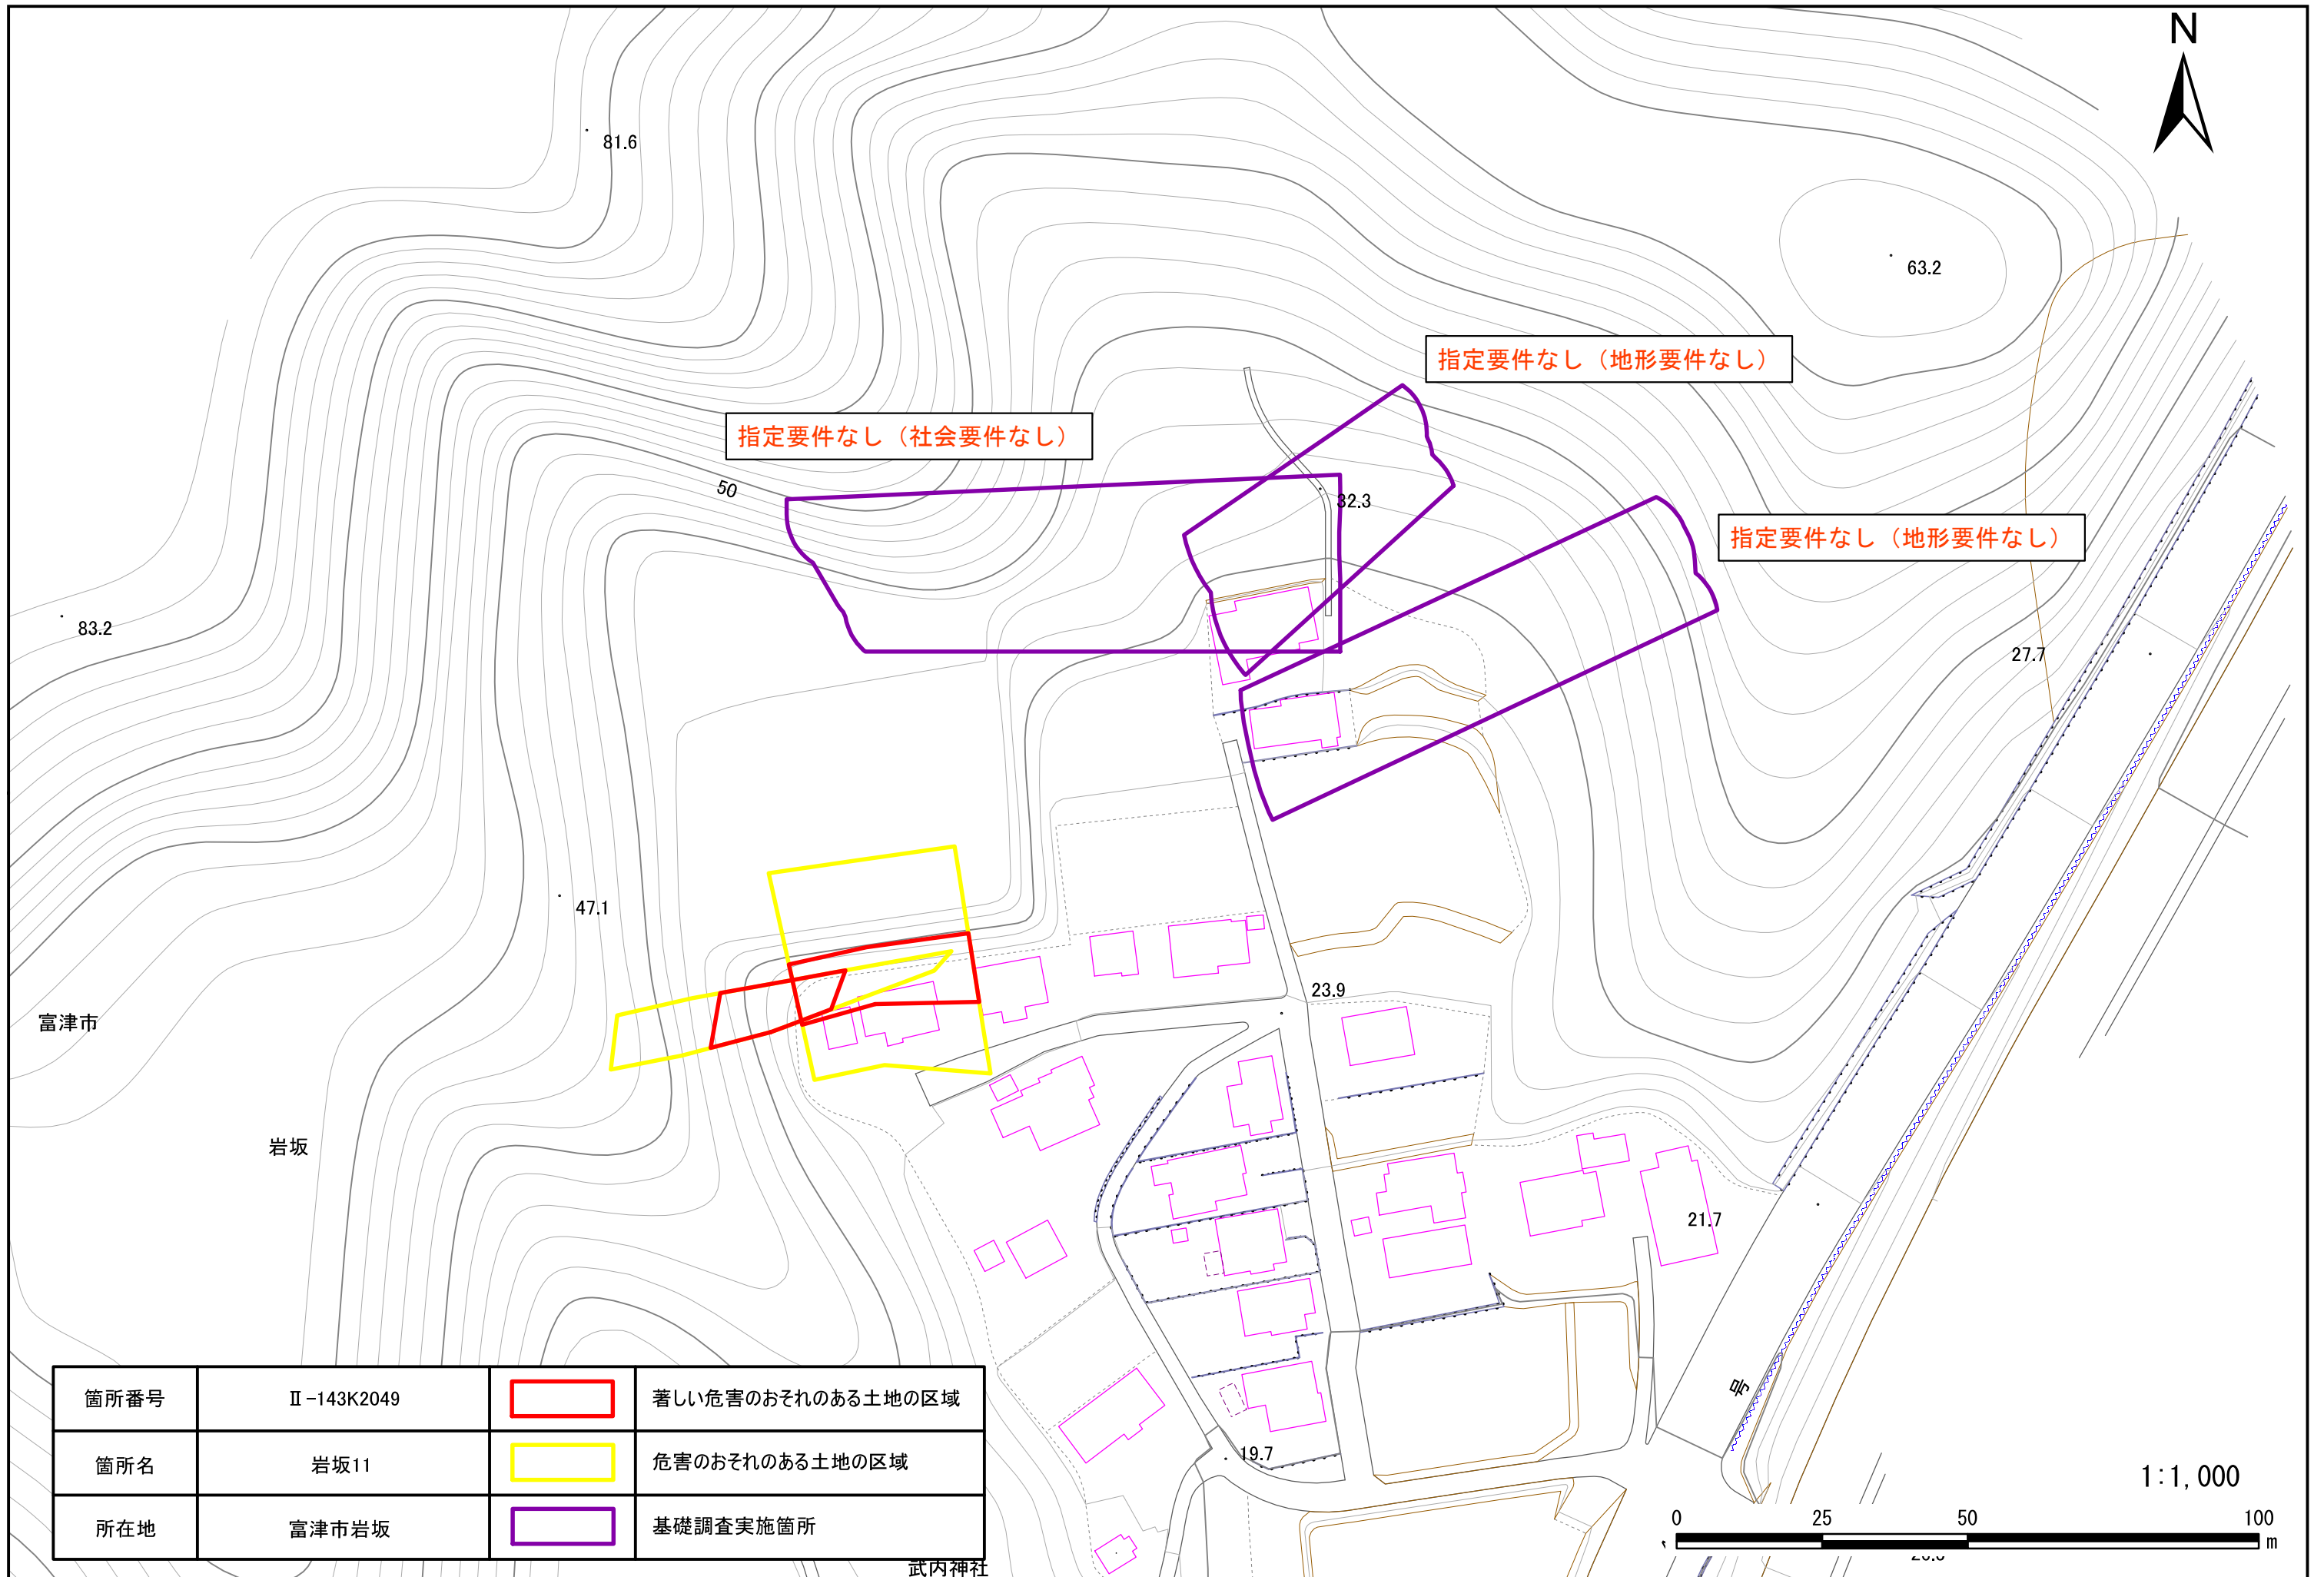 N
81.6
63.2
指定要件なし（地形要件なし）
指定要件なし（社会要件なし）
50
32.3
指定要件なし（地形要件なし）
83.2
27.7
47.1
23.9
富津市
岩坂
21.7
号
19.7
箇所番号 Ⅱ-143K2049 著しい危害のおそれのある土地の区域
箇所名 岩坂11 危害のおそれのある土地の区域
所在地 富津市岩坂 基礎調査実施箇所
武内神社
1:1,000
0 25 50 100
m